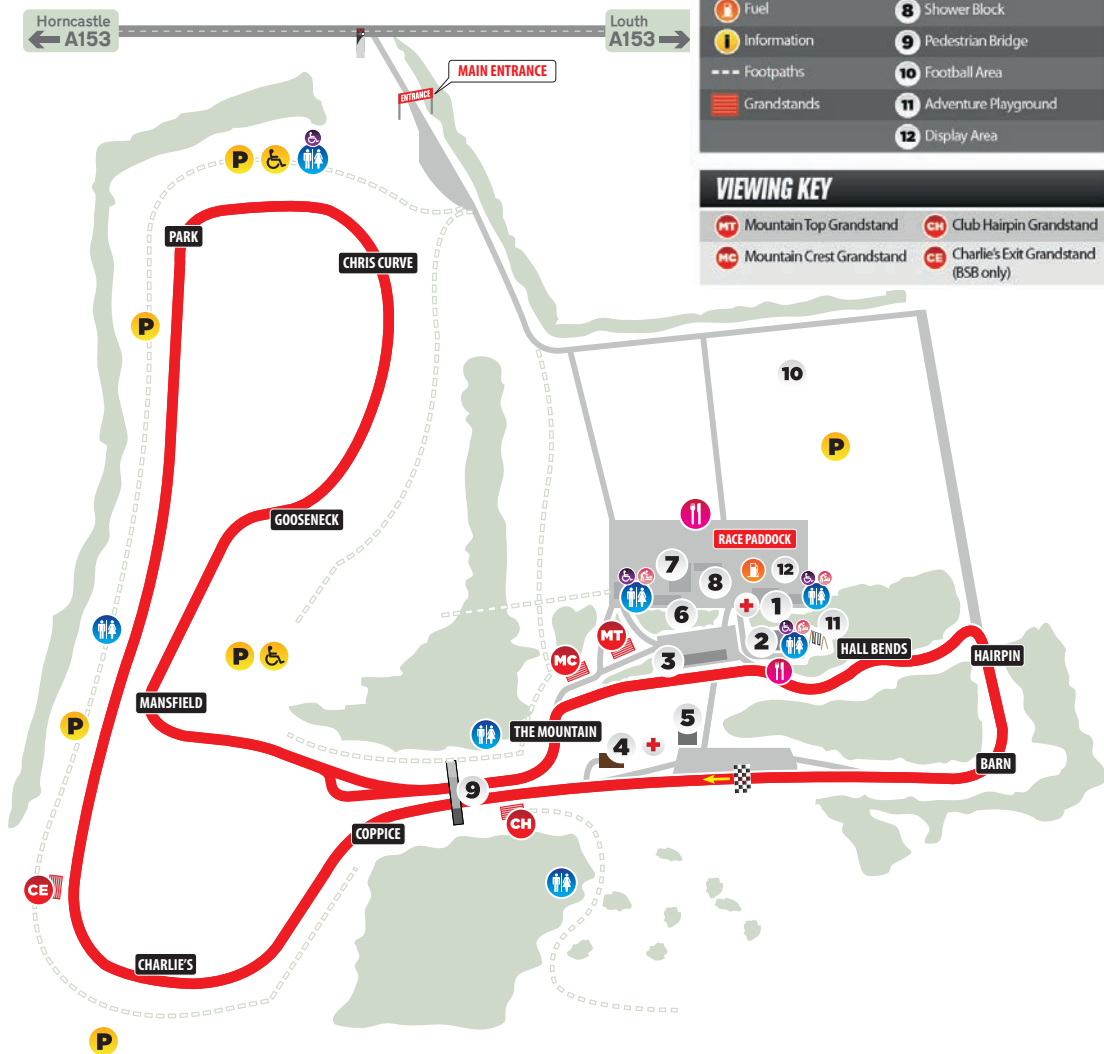 Horncastle
A153
Louth
A153
MAIN ENTRANCE
ENTRANCE
Fuel
8 Shower Block
i Information
9 Pedestrian Bridge
Footpaths
10 Football Area
Grandstands
11 Adventure Playground
12 Display Area
VIEWING KEY
MT Mountain Top Grandstand
CH Club Hairpin Grandstand
MC Mountain Crest Grandstand
CE Charlie's Exit Grandstand
(BSB only)
P
PARK
CHRIS CURVE
P
10
P
GOOSENECK
RACE PADDOCK
7
8
12
6
1
11
MT
2
HALL BENDS
MC
3
HAIRPIN
P
MANSFIELD
P
THE MOUNTAIN
5
4
BARN
9
CH
COPPICE
CE
CHARLIE'S
P